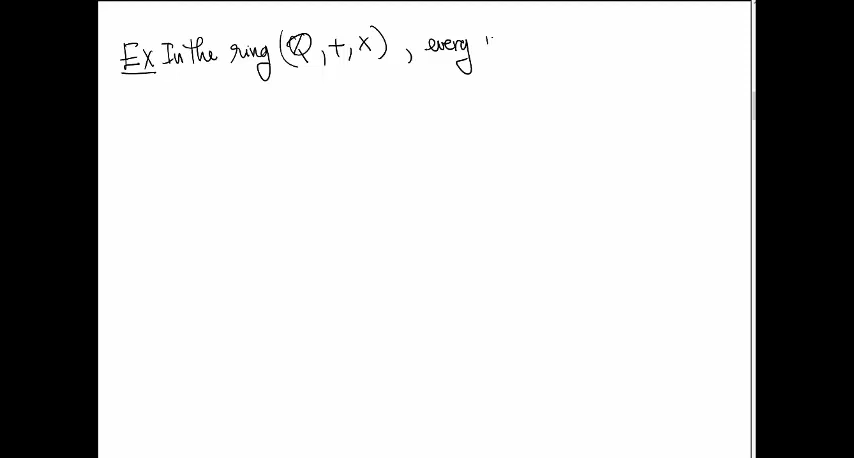 Ex In the ring (ℚ, +, ×), every